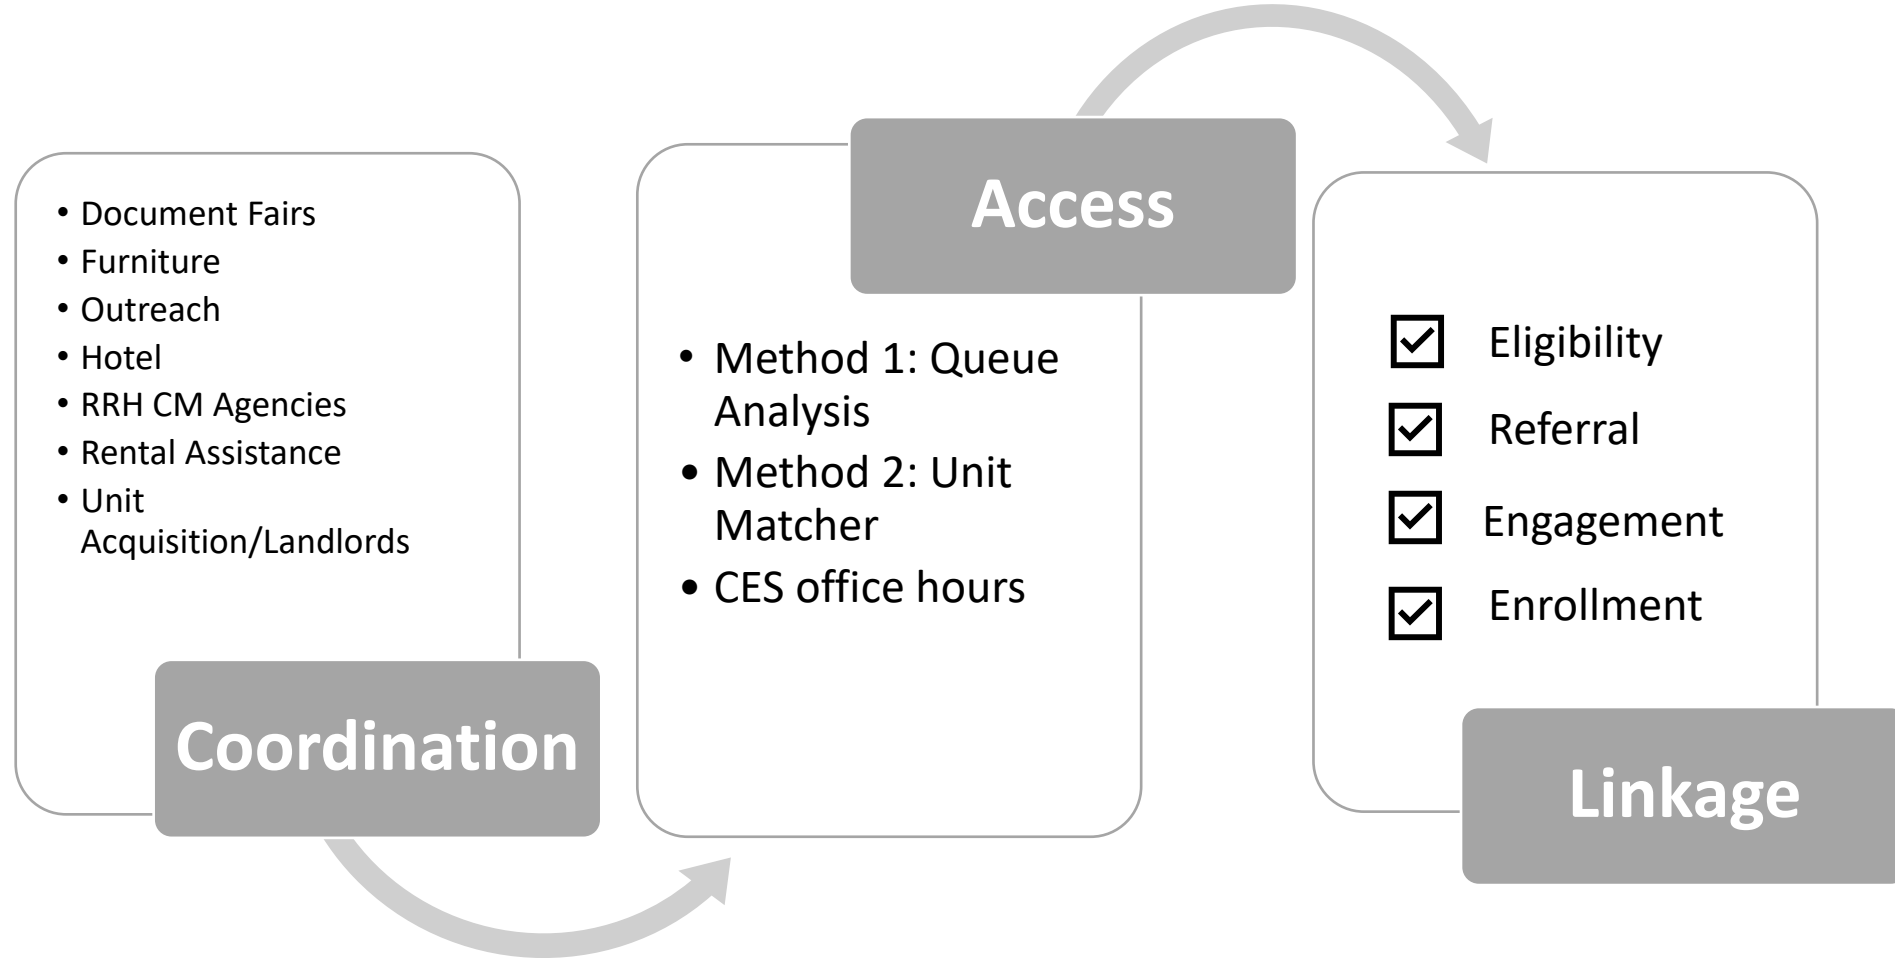 • Document Fairs
• Furniture
• Outreach
• Hotel
• RRH CM Agencies
• Rental Assistance
• Unit
Acquisition/Landlords
Coordination
Access
• Method 1: Queue
Analysis
• Method 2: Unit
Matcher
• CES office hours
Eligibility
Referral
Engagement
Enrollment
Linkage